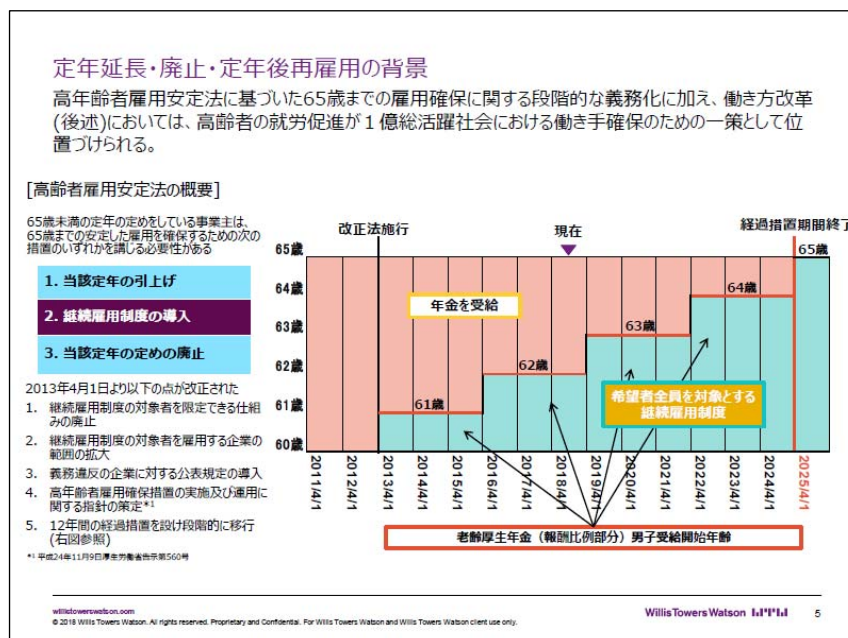 定年延長・廃止・定年後再雇用の背景
高年齢者雇用安定法に基づいた65歳までの雇用確保に関する段階的な義務化に加え、働き方改革
(後述)においては、高齢者の就労促進が１億総活躍社会における働き手確保のための一策として位
置づけられる。
[高齢者雇用安定法の概要]
65歳未満の定年の定めをしている事業主は、
65歳までの安定した雇用を確保するための次の
措置のいずれかを講じる必要性がある
1. 当該定年の引上げ
2. 継続雇用制度の導入
3. 当該定年の定めの廃止
2013年4月1日より以下の点が改正された
1. 継続雇用制度の対象者を限定できる仕組
みの廃止
2. 継続雇用制度の対象者を雇用する企業の
範囲の拡大
3. 義務違反の企業に対する公表規定の導入
4. 高年齢者雇用確保措置の実施及び運用に
関する指針の策定*1
5. 12年間の経過措置を設け段階的に移行
(右図参照)
*1 平成24年11月9日厚生労働省告示第560号
改正法施行
現在
経過措置期間終了
65歳
64歳
63歳
62歳
61歳
60歳
年金を受給
61歳
62歳
63歳
64歳
65歳
希望者全員を対象とする
継続雇用制度
2011/4/1
2012/4/1
2013/4/1
2014/4/1
2015/4/1
2016/4/1
2017/4/1
2018/4/1
2019/4/1
2020/4/1
2021/4/1
2022/4/1
2023/4/1
2024/4/1
2025/4/1
老齢厚生年金（報酬比例部分）男子受給開始年齢
willistowerswatson.com
© 2018 Willis Towers Watson. All rights reserved. Proprietary and Confidential. For Willis Towers Watson and Willis Towers Watson client use only.
WillisTowersWatson
5